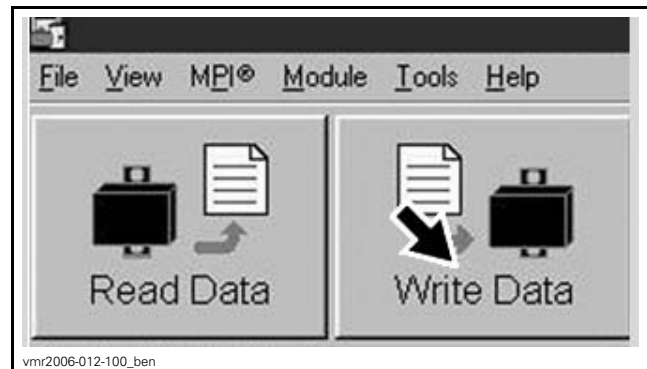 File View MPI® Module Tools Help
Read Data Write Data
vmr2006-012-100_ben